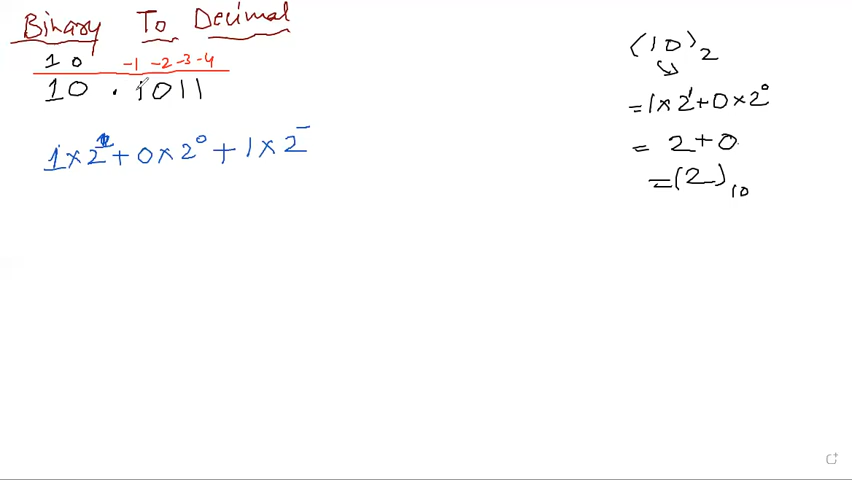 Binary To Decimal
1 0 -1 -2 -3 -4
10 . 1011
1 × 2¹ + 0 × 2⁰ + 1 × 2⁻
(10)₂
= 1 × 2¹ + 0 × 2⁰
= 2 + 0
= (2)₁₀